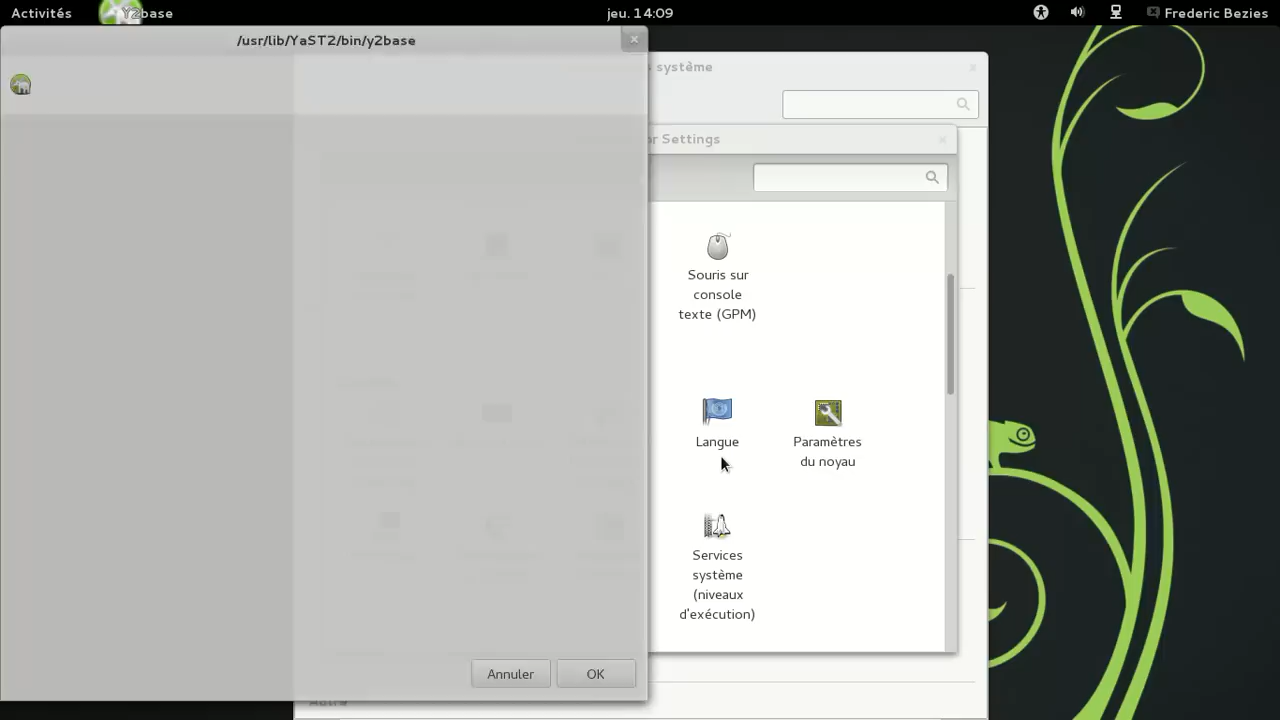 Activités
Y2base
jeu. 14:09
Frederic Bezies
/usr/lib/YaST2/bin/y2base
système
Settings
Souris sur
console
texte (GPM)
Langue
Paramètres
du noyau
Services
système
(niveaux
d'exécution)
Annuler
OK